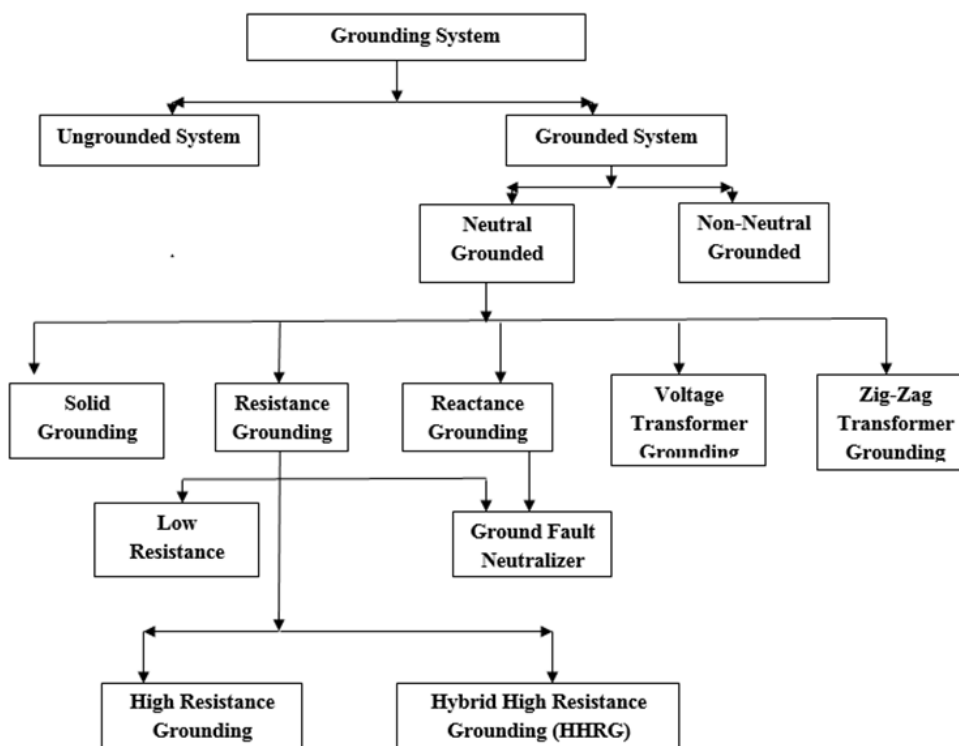 Grounding System
Ungrounded System
Grounded System
Neutral
Grounded
Non-Neutral
Grounded
Solid
Grounding
Resistance
Grounding
Reactance
Grounding
Voltage
Transformer
Grounding
Zig-Zag
Transformer
Grounding
Low
Resistance
Ground Fault
Neutralizer
High Resistance
Grounding
Hybrid High Resistance
Grounding (HHRG)